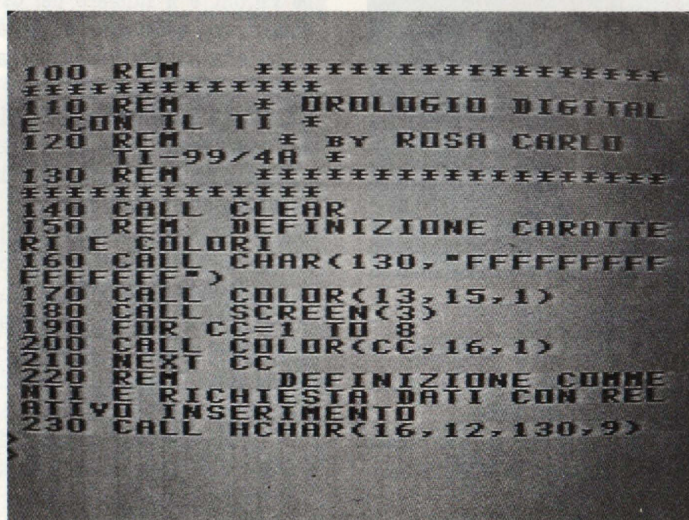 100 REM    ******************
*************
110 REM    * OROLOGIO DIGITAL
E CON IL TI *
120 REM      * BY ROSA CARLO
    TI-99/4A *
130 REM    ******************
*************
140 CALL CLEAR
150 REM  DEFINIZIONE CARATTE
RI E COLORI
160 CALL CHAR(130,"FFFFFFFFF
FFFFFFF")
170 CALL COLOR(13,15,1)
180 CALL SCREEN(3)
190 FOR CC=1 TO 8
200 CALL COLOR(CC,16,1)
210 NEXT CC
220 REM     DEFINIZIONE COMME
NTI E RICHIESTA DATI CON REL
ATIVO INSERIMENTO
230 CALL HCHAR(16,12,130,9)
>
>